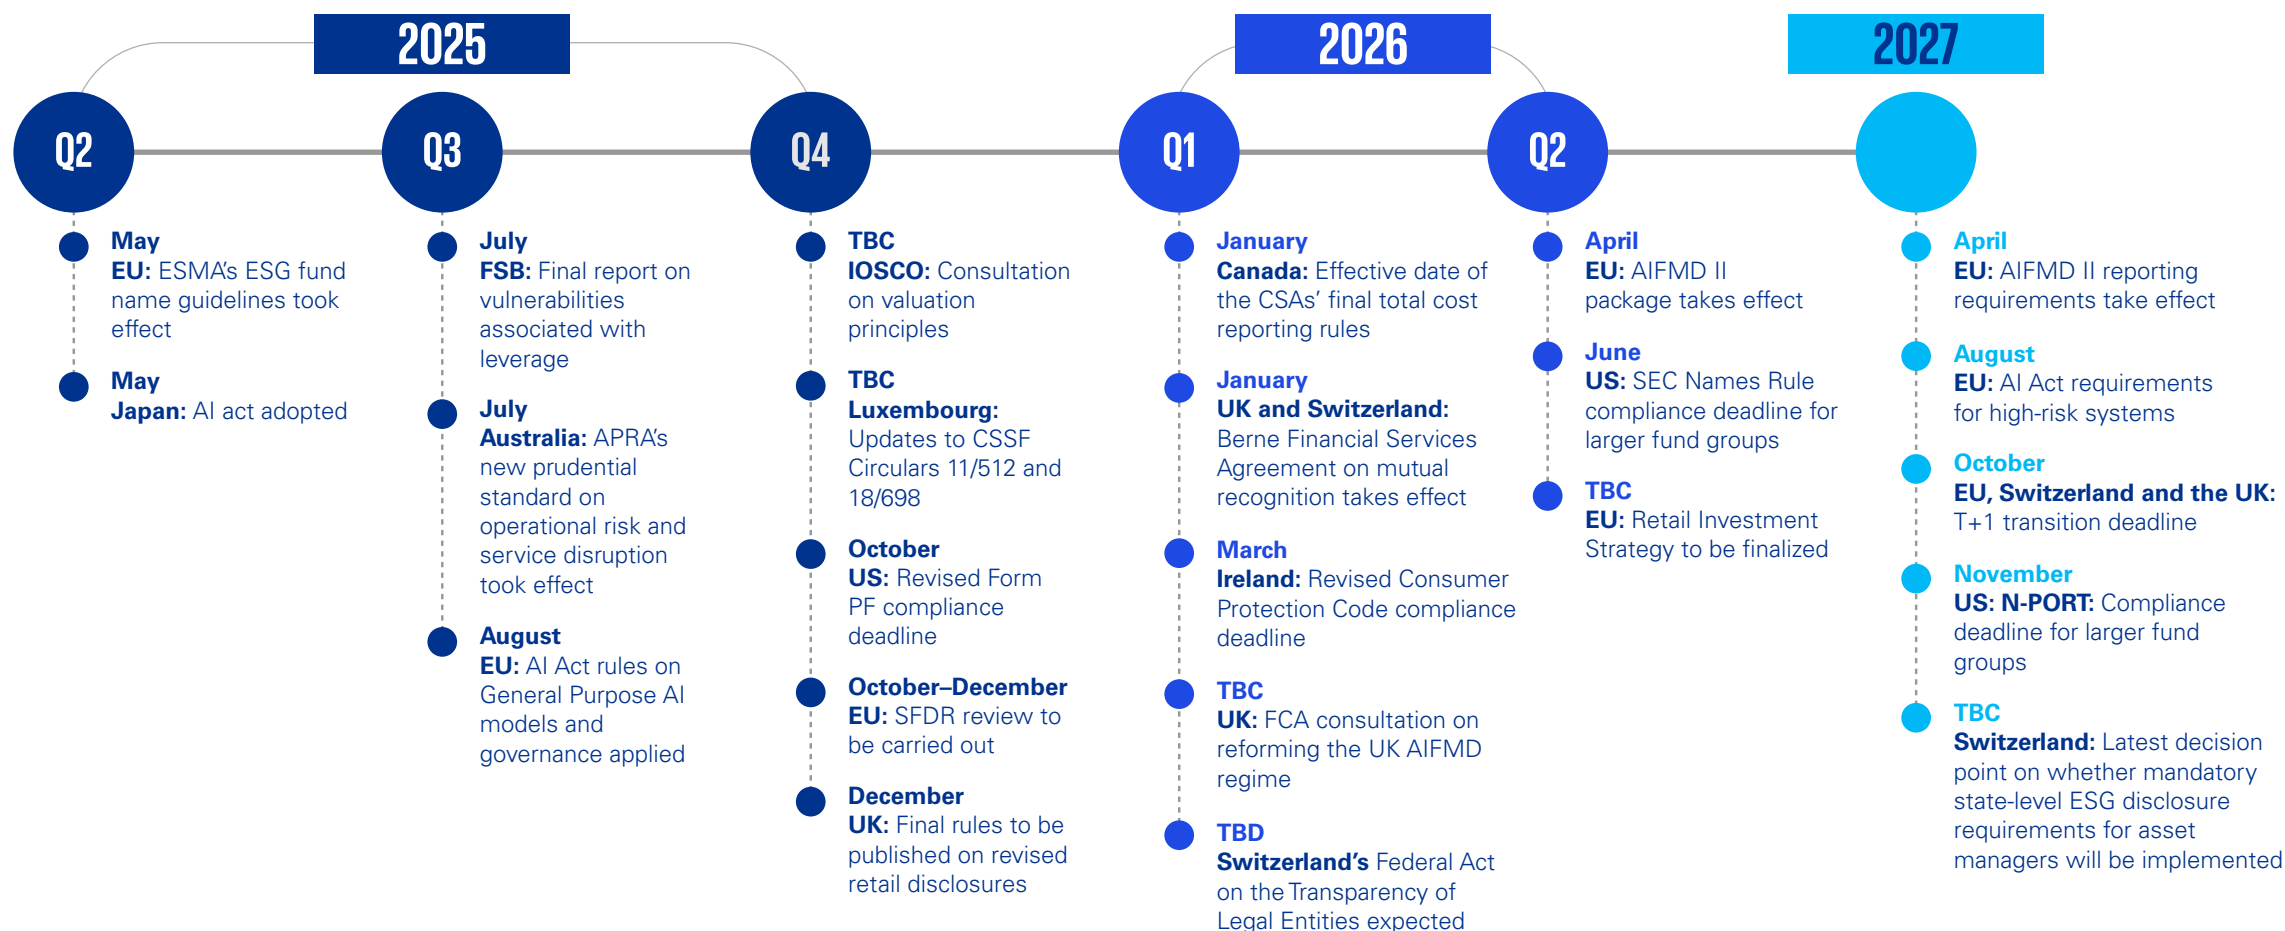 2025
2026
2027
Q2
Q3
Q4
Q1
Q2
May
EU: ESMA's ESG fund
name guidelines took
effect
May
Japan: AI act adopted
July
FSB: Final report on
vulnerabilities
associated with
leverage
July
Australia: APRA's
new prudential
standard on
operational risk and
service disruption
took effect
August
EU: AI Act rules on
General Purpose AI
models and
governance applied
TBC
IOSCO: Consultation
on valuation
principles
TBC
Luxembourg:
Updates to CSSF
Circulars 11/512 and
18/698
October
US: Revised Form
PF compliance
deadline
October–December
EU: SFDR review to
be carried out
December
UK: Final rules to be
published on revised
retail disclosures
January
Canada: Effective date of
the CSAs' final total cost
reporting rules
January
UK and Switzerland:
Berne Financial Services
Agreement on mutual
recognition takes effect
March
Ireland: Revised Consumer
Protection Code compliance
deadline
TBC
UK: FCA consultation on
reforming the UK AIFMD
regime
TBD
Switzerland's Federal Act
on the Transparency of
Legal Entities expected
April
EU: AIFMD II
package takes effect
June
US: SEC Names Rule
compliance deadline for
larger fund groups
TBC
EU: Retail Investment
Strategy to be finalized
April
EU: AIFMD II reporting
requirements take effect
August
EU: AI Act requirements
for high-risk systems
October
EU, Switzerland and the UK:
T+1 transition deadline
November
US: N-PORT: Compliance
deadline for larger fund
groups
TBC
Switzerland: Latest decision
point on whether mandatory
state-level ESG disclosure
requirements for asset
managers will be implemented